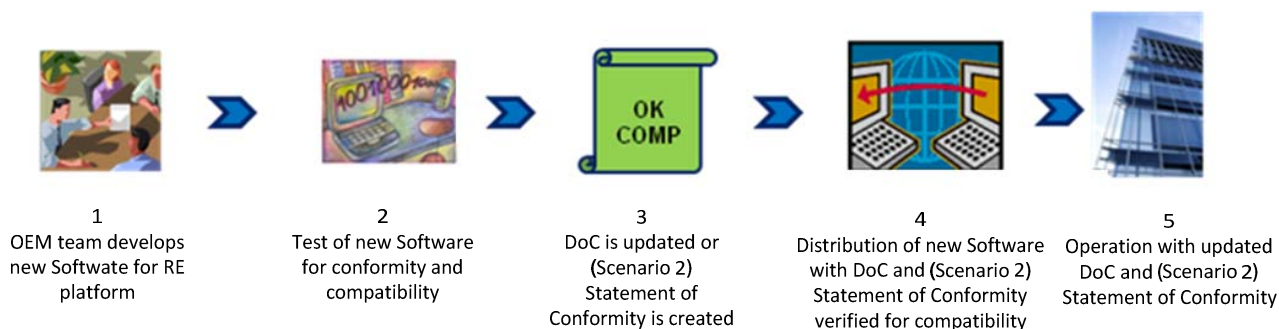 1001000100
OK
COMP
1
OEM team develops
new Softwate for RE
platform
2
Test of new Software
for conformity and
compatibility
3
DoC is updated or
(Scenario 2)
Statement of
Conformity is created
4
Distribution of new Software
with DoC and (Scenario 2)
Statement of Conformity
verified for compatibility
5
Operation with updated
DoC and (Scenario 2)
Statement of Conformity